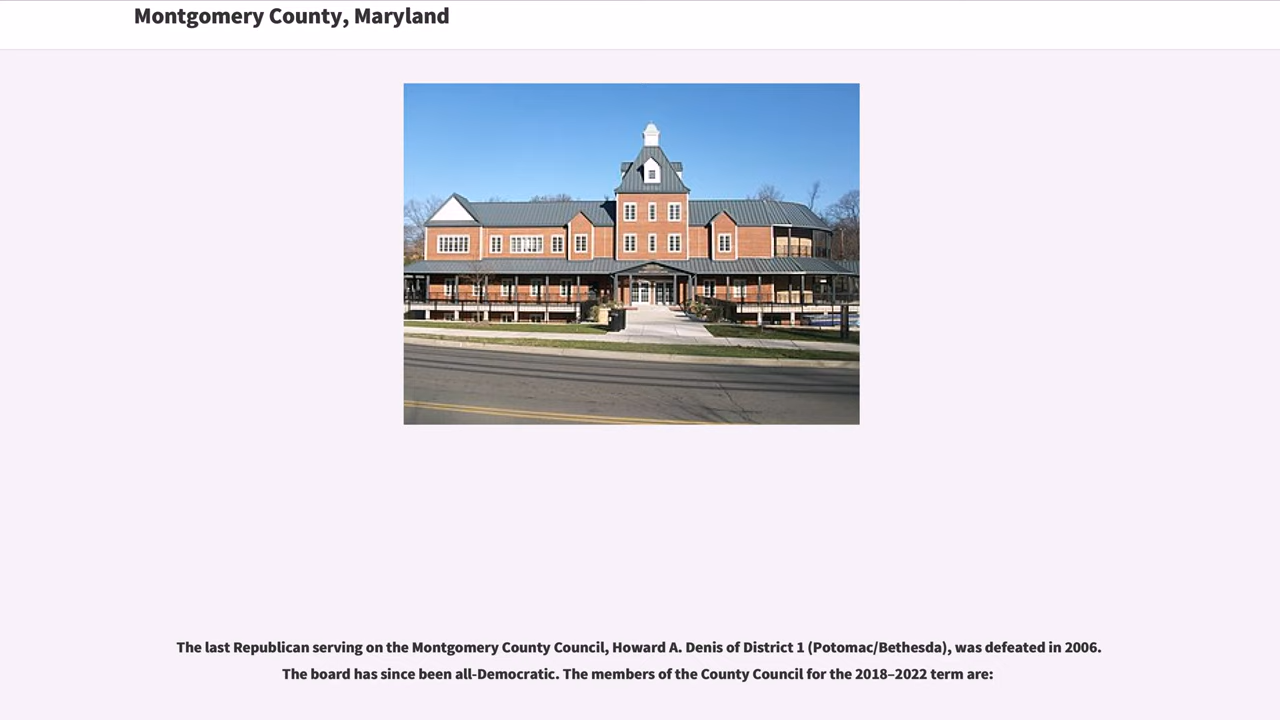 Montgomery County, Maryland
The last Republican serving on the Montgomery County Council, Howard A. Denis of District 1 (Potomac/Bethesda), was defeated in 2006.
The board has since been all-Democratic. The members of the County Council for the 2018–2022 term are: